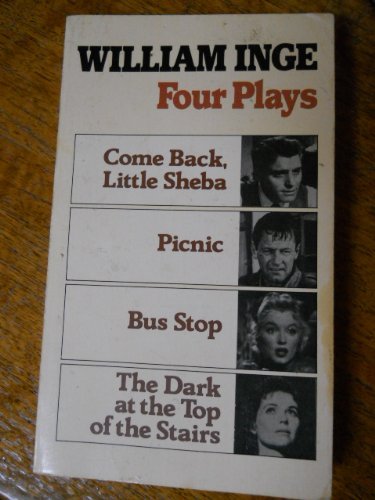 WILLIAM INGE
Four Plays
Come Back,
Little Sheba
Picnic
Bus Stop
The Dark
at the Top
of the Stairs